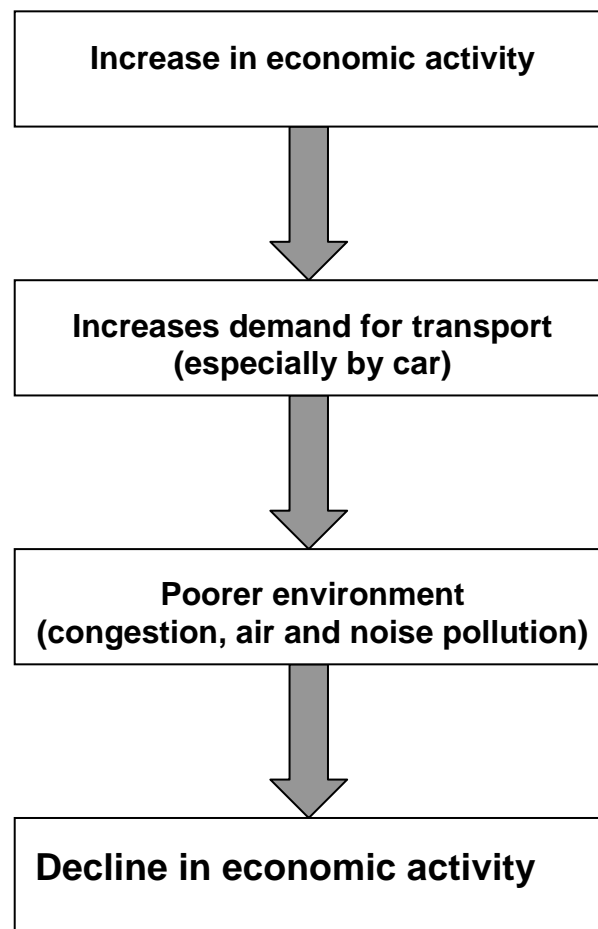 Increase in economic activity
Increases demand for transport
(especially by car)
Poorer environment
(congestion, air and noise pollution)
Decline in economic activity